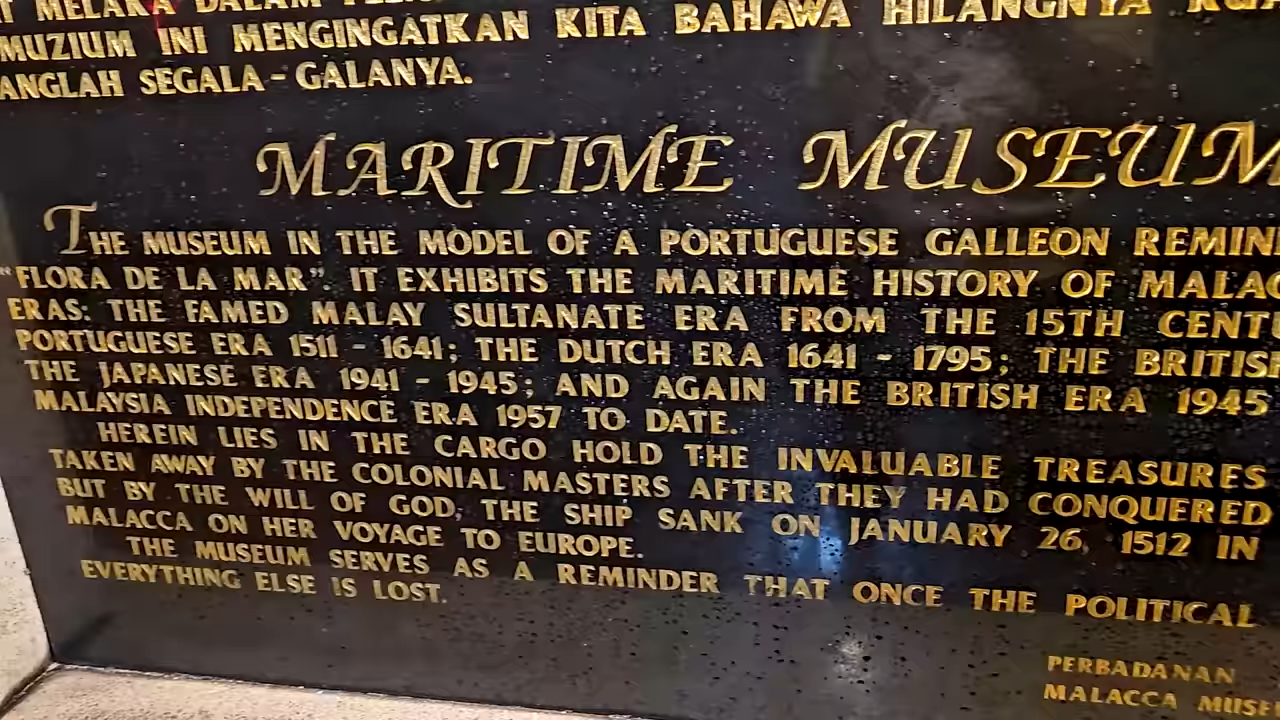 MELAKA DALAM
MUZIUM INI MENGINGATKAN KITA BAHAWA HILANGNYA
SEGALA-GALANYA.
MARITIME MUSEUM
THE MUSEUM IN THE MODEL OF A PORTUGUESE GALLEON
"FLORA DE LA MAR". IT EXHIBITS THE MARITIME HISTORY OF
ERAS: THE FAMED MALAY SULTANATE ERA FROM THE 15TH
PORTUGUESE ERA 1511 - 1641; THE DUTCH ERA 1641 - 1795; THE BRITISH
THE JAPANESE ERA 1941 - 1945; AND AGAIN THE BRITISH ERA 1945
MALAYSIA INDEPENDENCE ERA 1957 TO DATE.
HEREIN LIES IN THE CARGO HOLD THE INVALUABLE TREASURES
TAKEN AWAY BY THE COLONIAL MASTERS AFTER THEY HAD CONQUERED
BUT BY THE WILL OF GOD, THE SHIP SANK ON JANUARY 26, 1512 IN
MALACCA ON HER VOYAGE TO EUROPE.
THE MUSEUM SERVES AS A REMINDER THAT ONCE THE POLITICAL
EVERYTHING ELSE IS LOST.
PERBADANAN
MALACCA